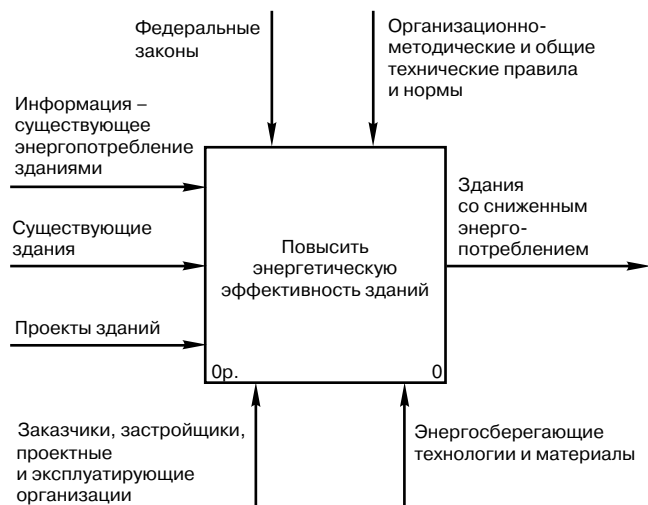 Федеральные
законы
Организационно-
методические и общие
технические правила
и нормы
Информация –
существующее
энергопотребление
зданиями
Существующие
здания
Проекты зданий
Повысить
энергетическую
эффективность зданий
0р.
0
Здания
со сниженным
энерго-
потреблением
Заказчики, застройщики,
проектные
и эксплуатирующие
организации
Энергосберегающие
технологии и материалы